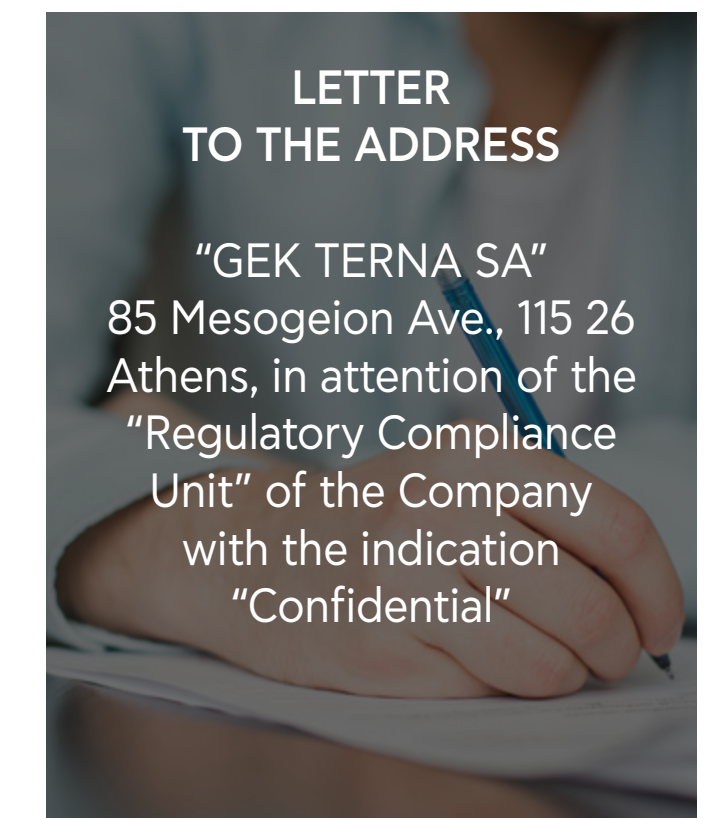 LETTER
TO THE ADDRESS
“GEK TERNA SA”
85 Mesogeion Ave., 115 26
Athens, in attention of the
“Regulatory Compliance
Unit” of the Company
with the indication
“Confidential”